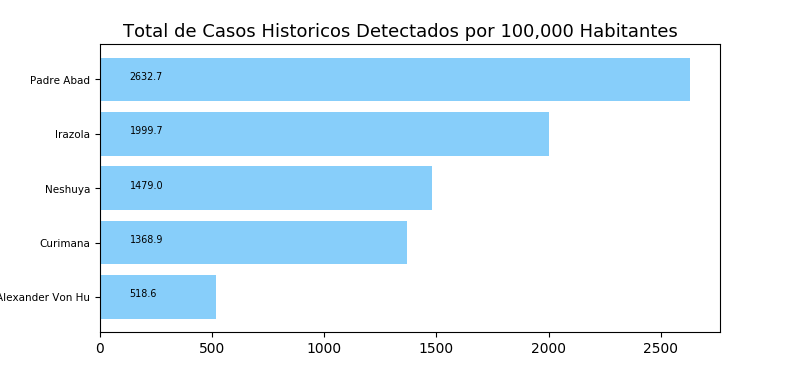 Total de Casos Historicos Detectados por 100,000 Habitantes
Padre Abad 2632.7
Irazola 1999.7
Neshuya 1479.0
Curimana 1368.9
Alexander Von Hu 518.6
0 500 1000 1500 2000 2500